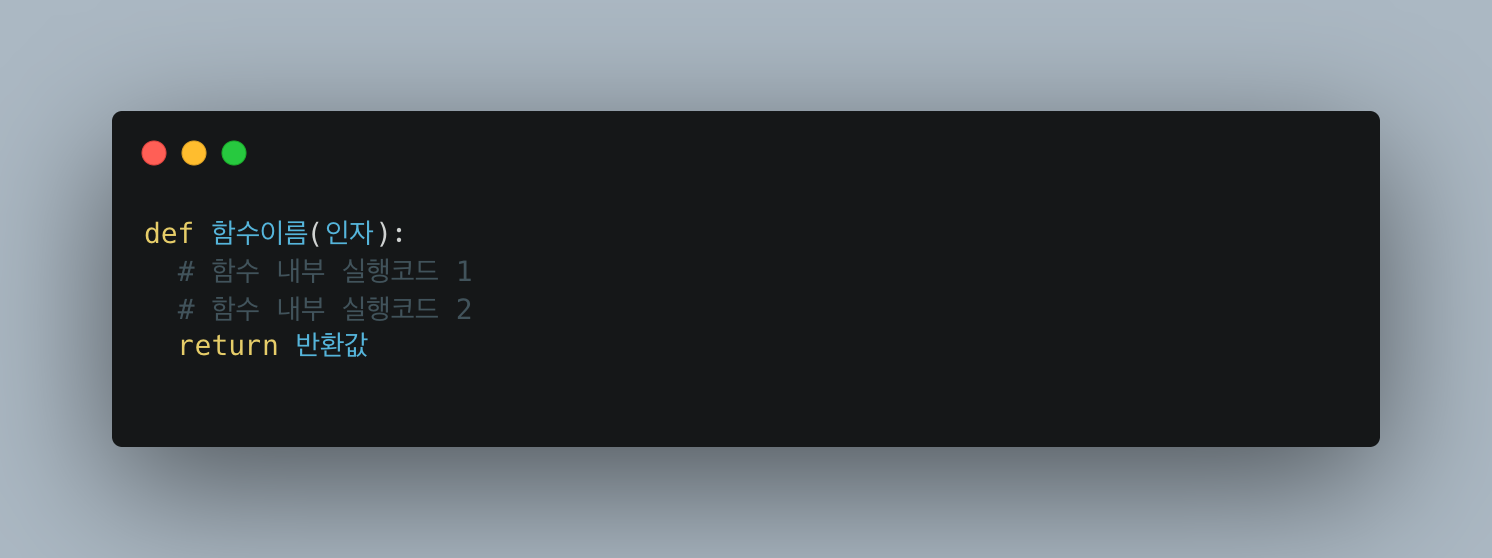 def 함수이름(인자):
  # 함수 내부 실행코드 1
  # 함수 내부 실행코드 2
  return 반환값